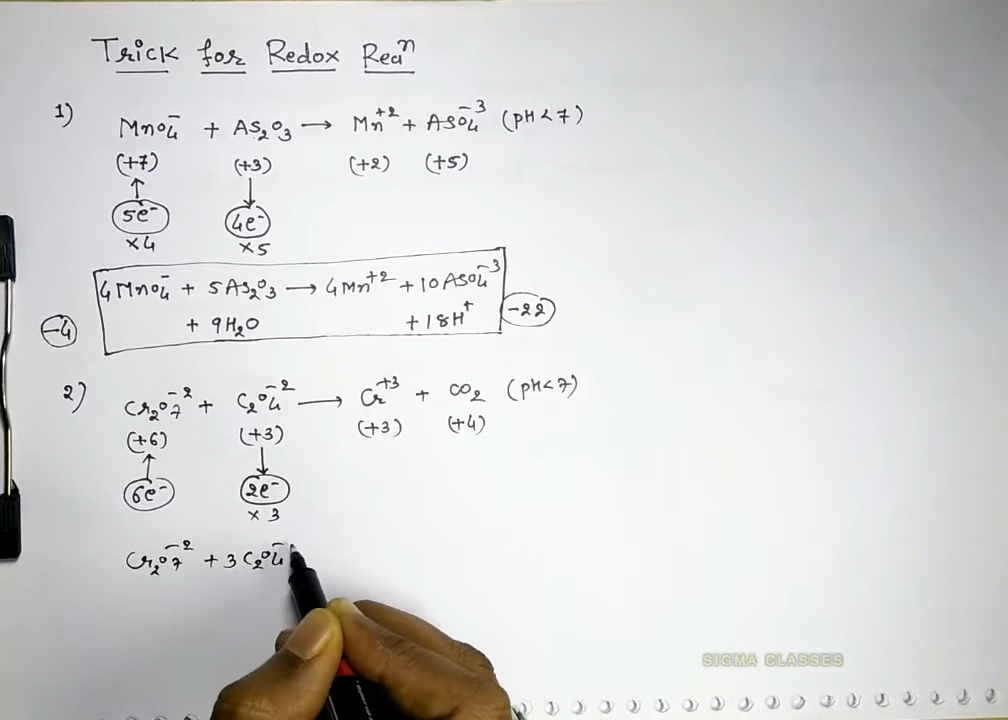 Trick for Redox Reaⁿ
1) MnO₄⁻ + As₂O₃ → Mn⁺² + AsO₄⁻³ (pH < 7)
(+7) (+3) (+2) (+5)
5e⁻ 4e⁻
×4 ×5
4MnO₄⁻ + 5As₂O₃ → 4Mn⁺² + 10AsO₄⁻³
-4 + 9H₂O + 18H⁺ -22
2) Cr₂O₇⁻² + C₂O₄⁻² → Cr⁺³ + CO₂ (pH < 7)
(+6) (+3) (+3) (+4)
6e⁻ 2e⁻
× 3
Cr₂O₇⁻² + 3C₂O₄⁻
SIGMA CLASSES